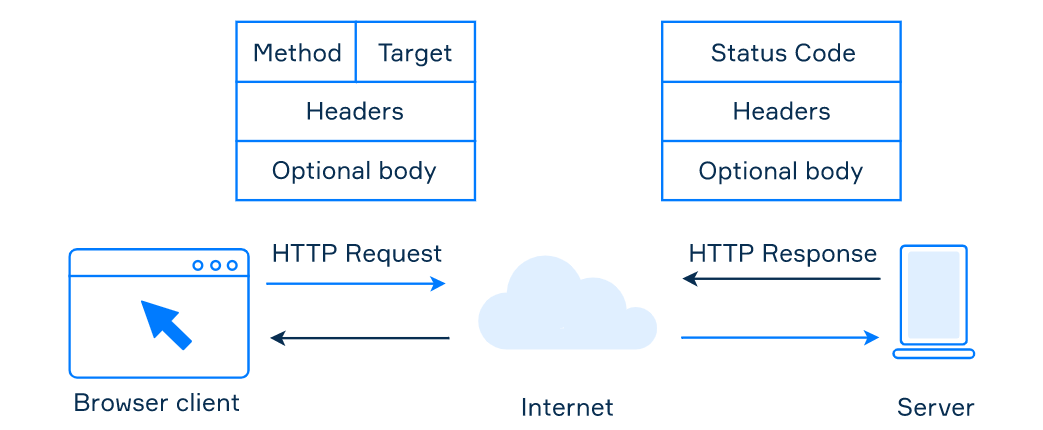 Method Target
Status Code
Headers
Headers
Optional body
Optional body
HTTP Request
HTTP Response
Browser client
Internet
Server